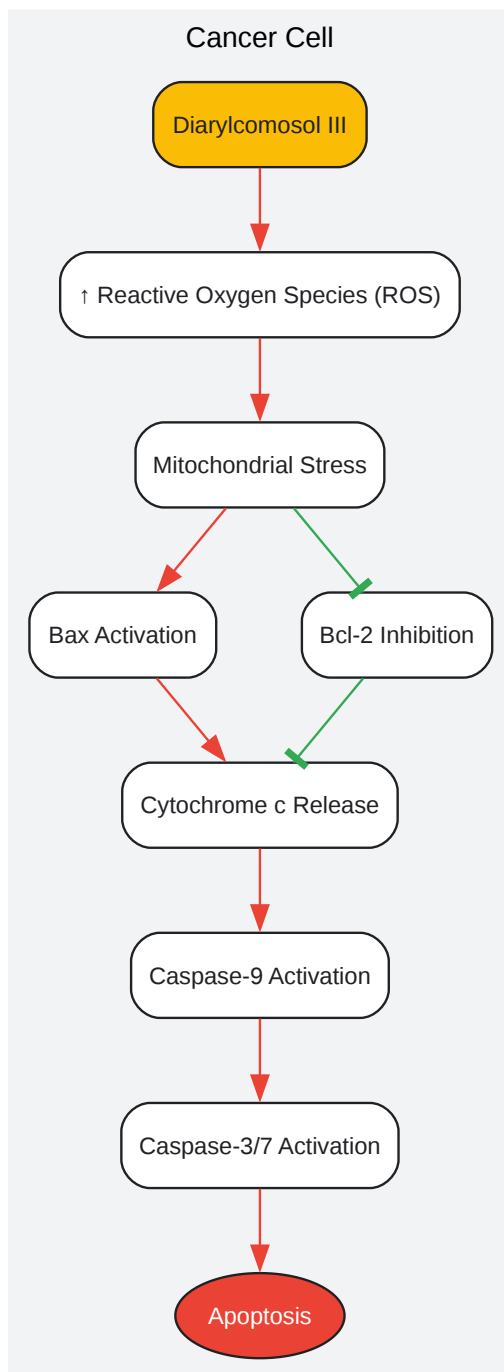 Cancer Cell
Diarylcomosol III
↑ Reactive Oxygen Species (ROS)
Mitochondrial Stress
Bax Activation
Bcl-2 Inhibition
Cytochrome c Release
Caspase-9 Activation
Caspase-3/7 Activation
Apoptosis